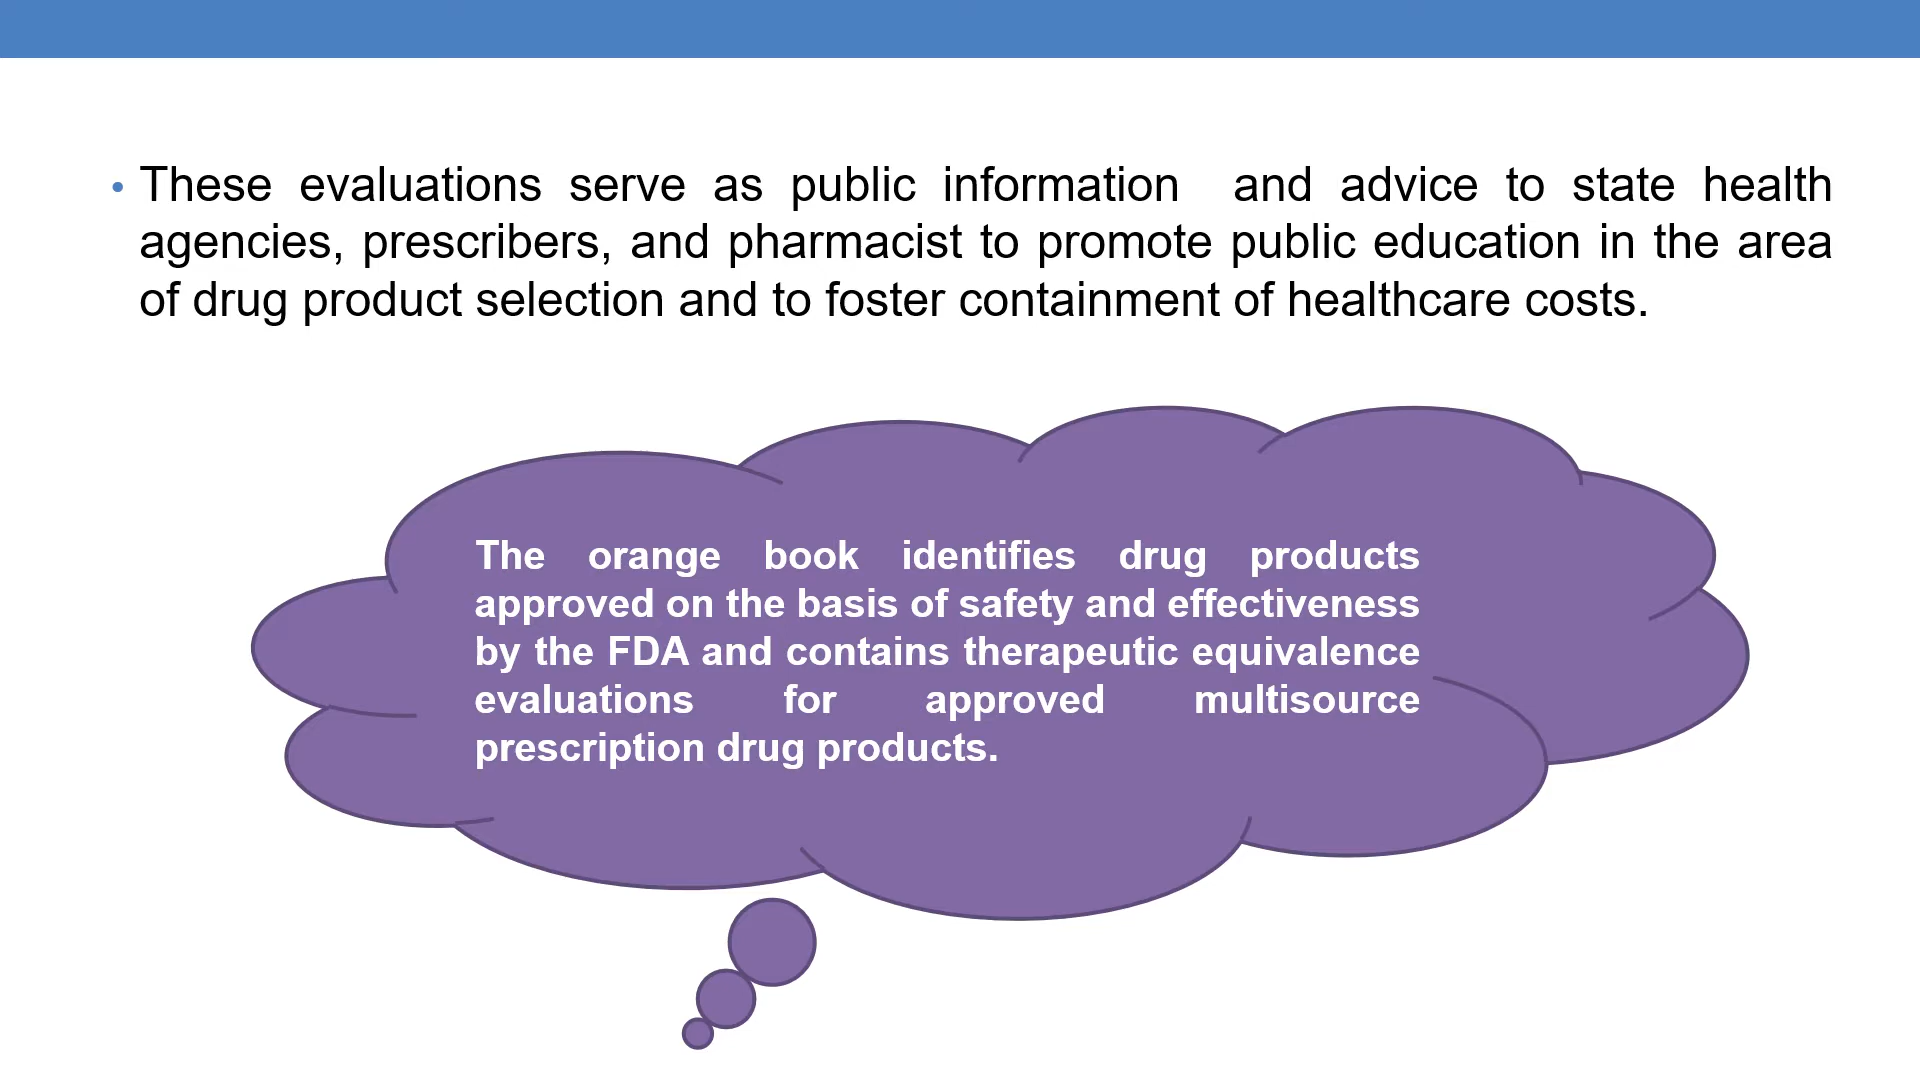 • These evaluations serve as public information  and advice to state health
agencies, prescribers, and pharmacist to promote public education in the area
of drug product selection and to foster containment of healthcare costs.
The orange book identifies drug products
approved on the basis of safety and effectiveness
by the FDA and contains therapeutic equivalence
evaluations for approved multisource
prescription drug products.